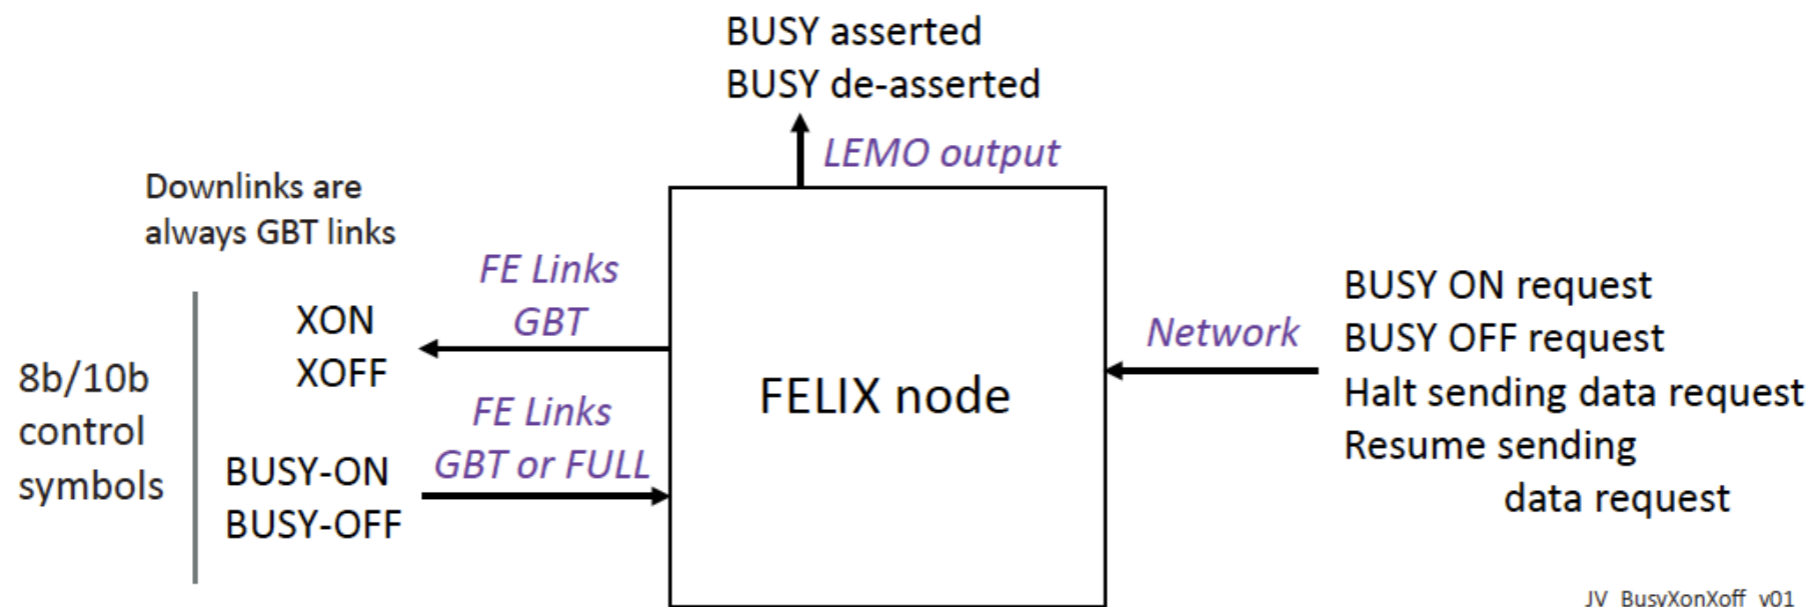 BUSY asserted
BUSY de-asserted
LEMO output
Downlinks are
always GBT links
FE Links
GBT
XON
XOFF
8b/10b
control
symbols
FE Links
GBT or FULL
BUSY-ON
BUSY-OFF
FELIX node
Network
BUSY ON request
BUSY OFF request
Halt sending data request
Resume sending
data request
JV_BusyXonXoff_v01